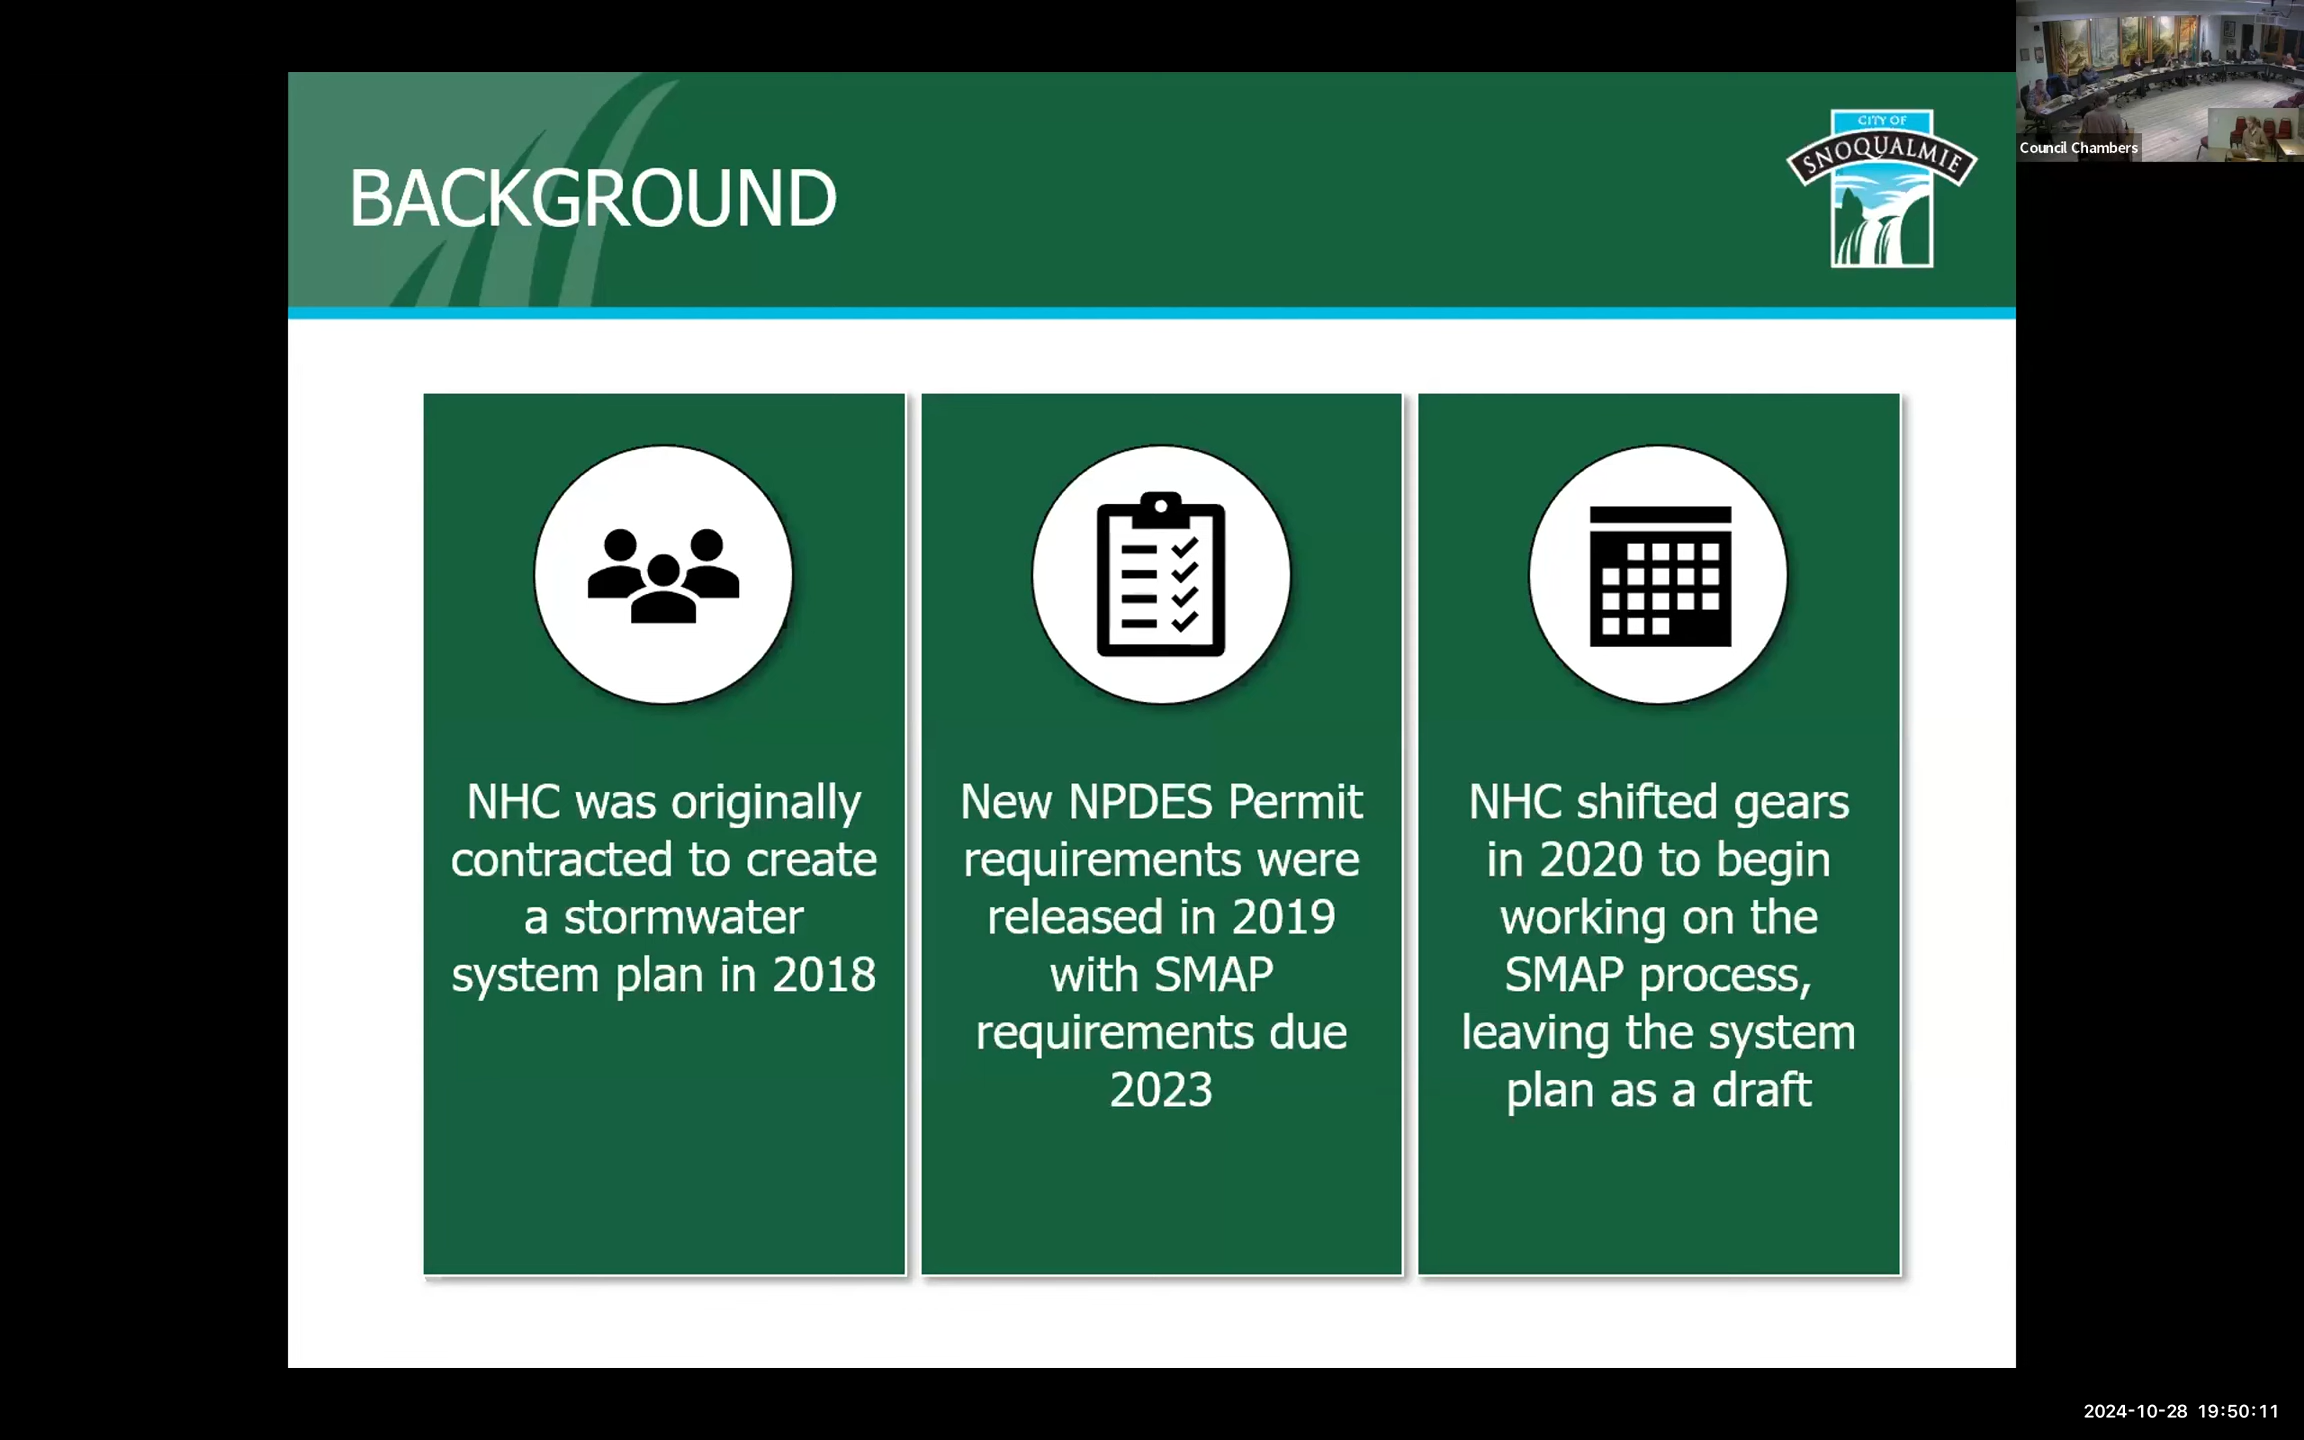 BACKGROUND
CITY OF
SNOQUALMIE
Council Chambers
NHC was originally
contracted to create
a stormwater
system plan in 2018
New NPDES Permit
requirements were
released in 2019
with SMAP
requirements due
2023
NHC shifted gears
in 2020 to begin
working on the
SMAP process,
leaving the system
plan as a draft
2024-10-28 19:50:11